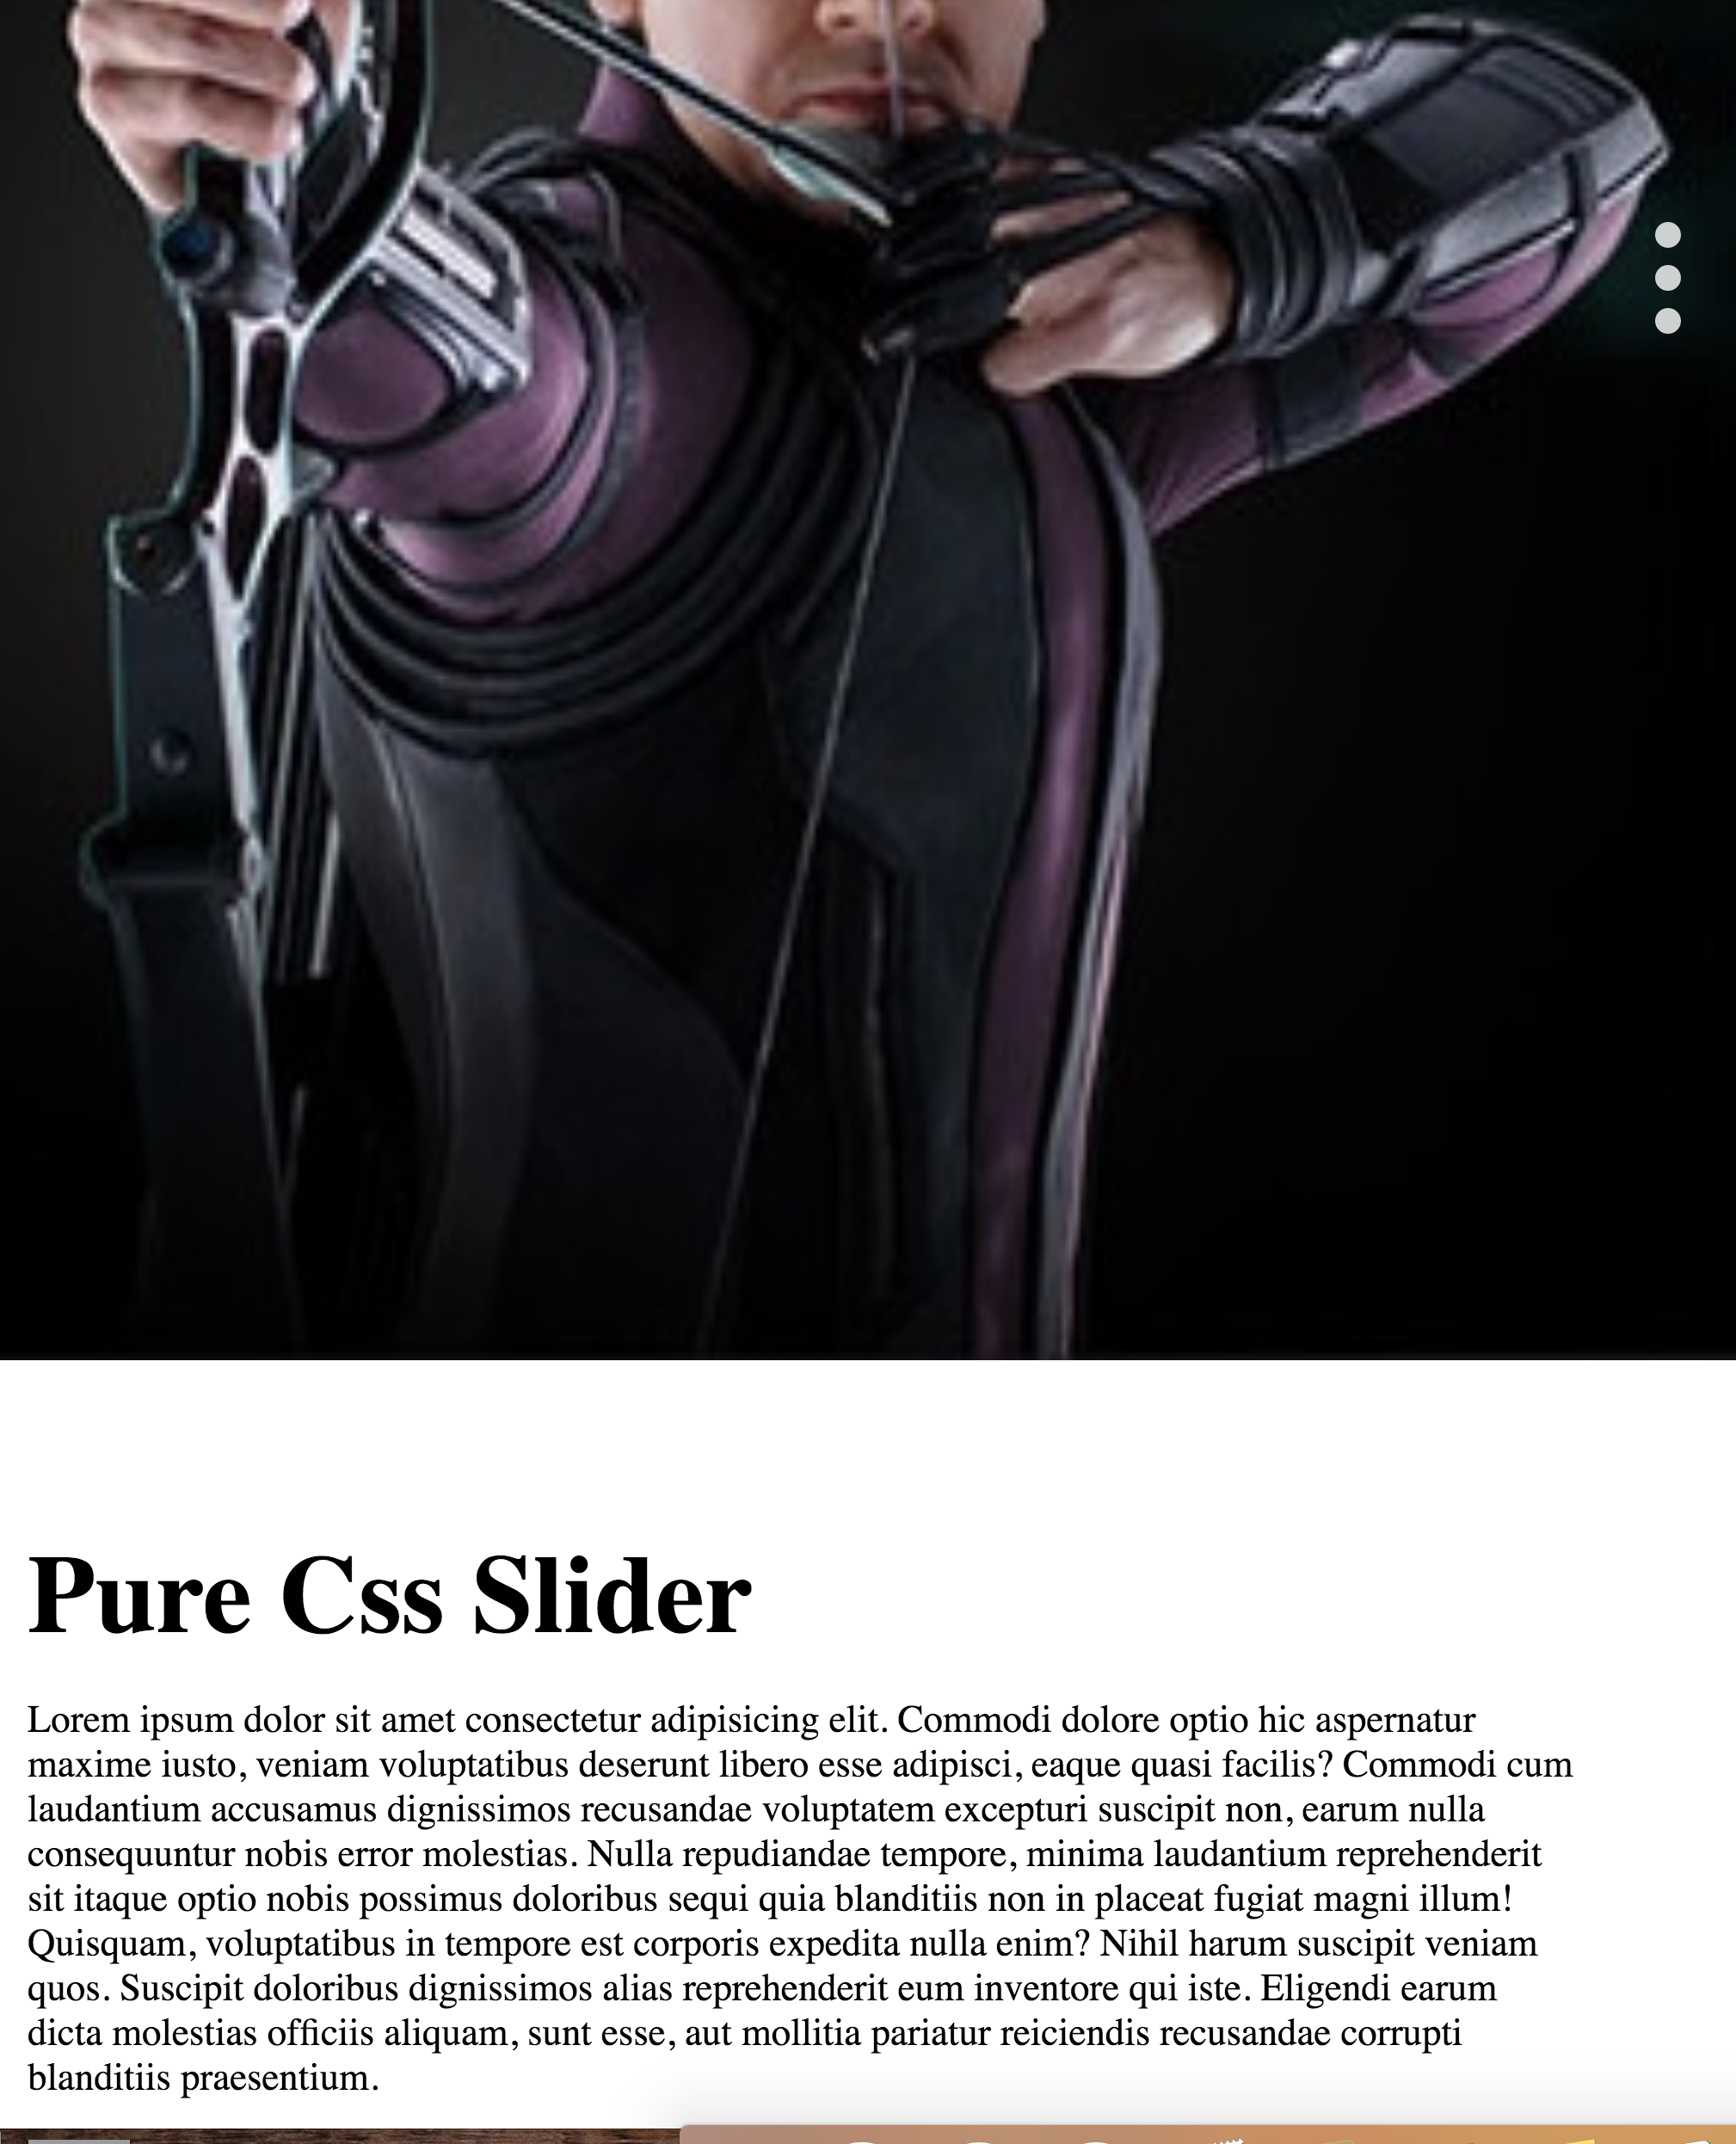 Pure Css Slider
Lorem ipsum dolor sit amet consectetur adipisicing elit. Commodi dolore optio hic aspernatur
maxime iusto, veniam voluptatibus deserunt libero esse adipisci, eaque quasi facilis? Commodi cum
laudantium accusamus dignissimos recusandae voluptatem excepturi suscipit non, earum nulla
consequuntur nobis error molestias. Nulla repudiandae tempore, minima laudantium reprehenderit
sit itaque optio nobis possimus doloribus sequi quia blanditiis non in placeat fugiat magni illum!
Quisquam, voluptatibus in tempore est corporis expedita nulla enim? Nihil harum suscipit veniam
quos. Suscipit doloribus dignissimos alias reprehenderit eum inventore qui iste. Eligendi earum
dicta molestias officiis aliquam, sunt esse, aut mollitia pariatur reiciendis recusandae corrupti
blanditiis praesentium.